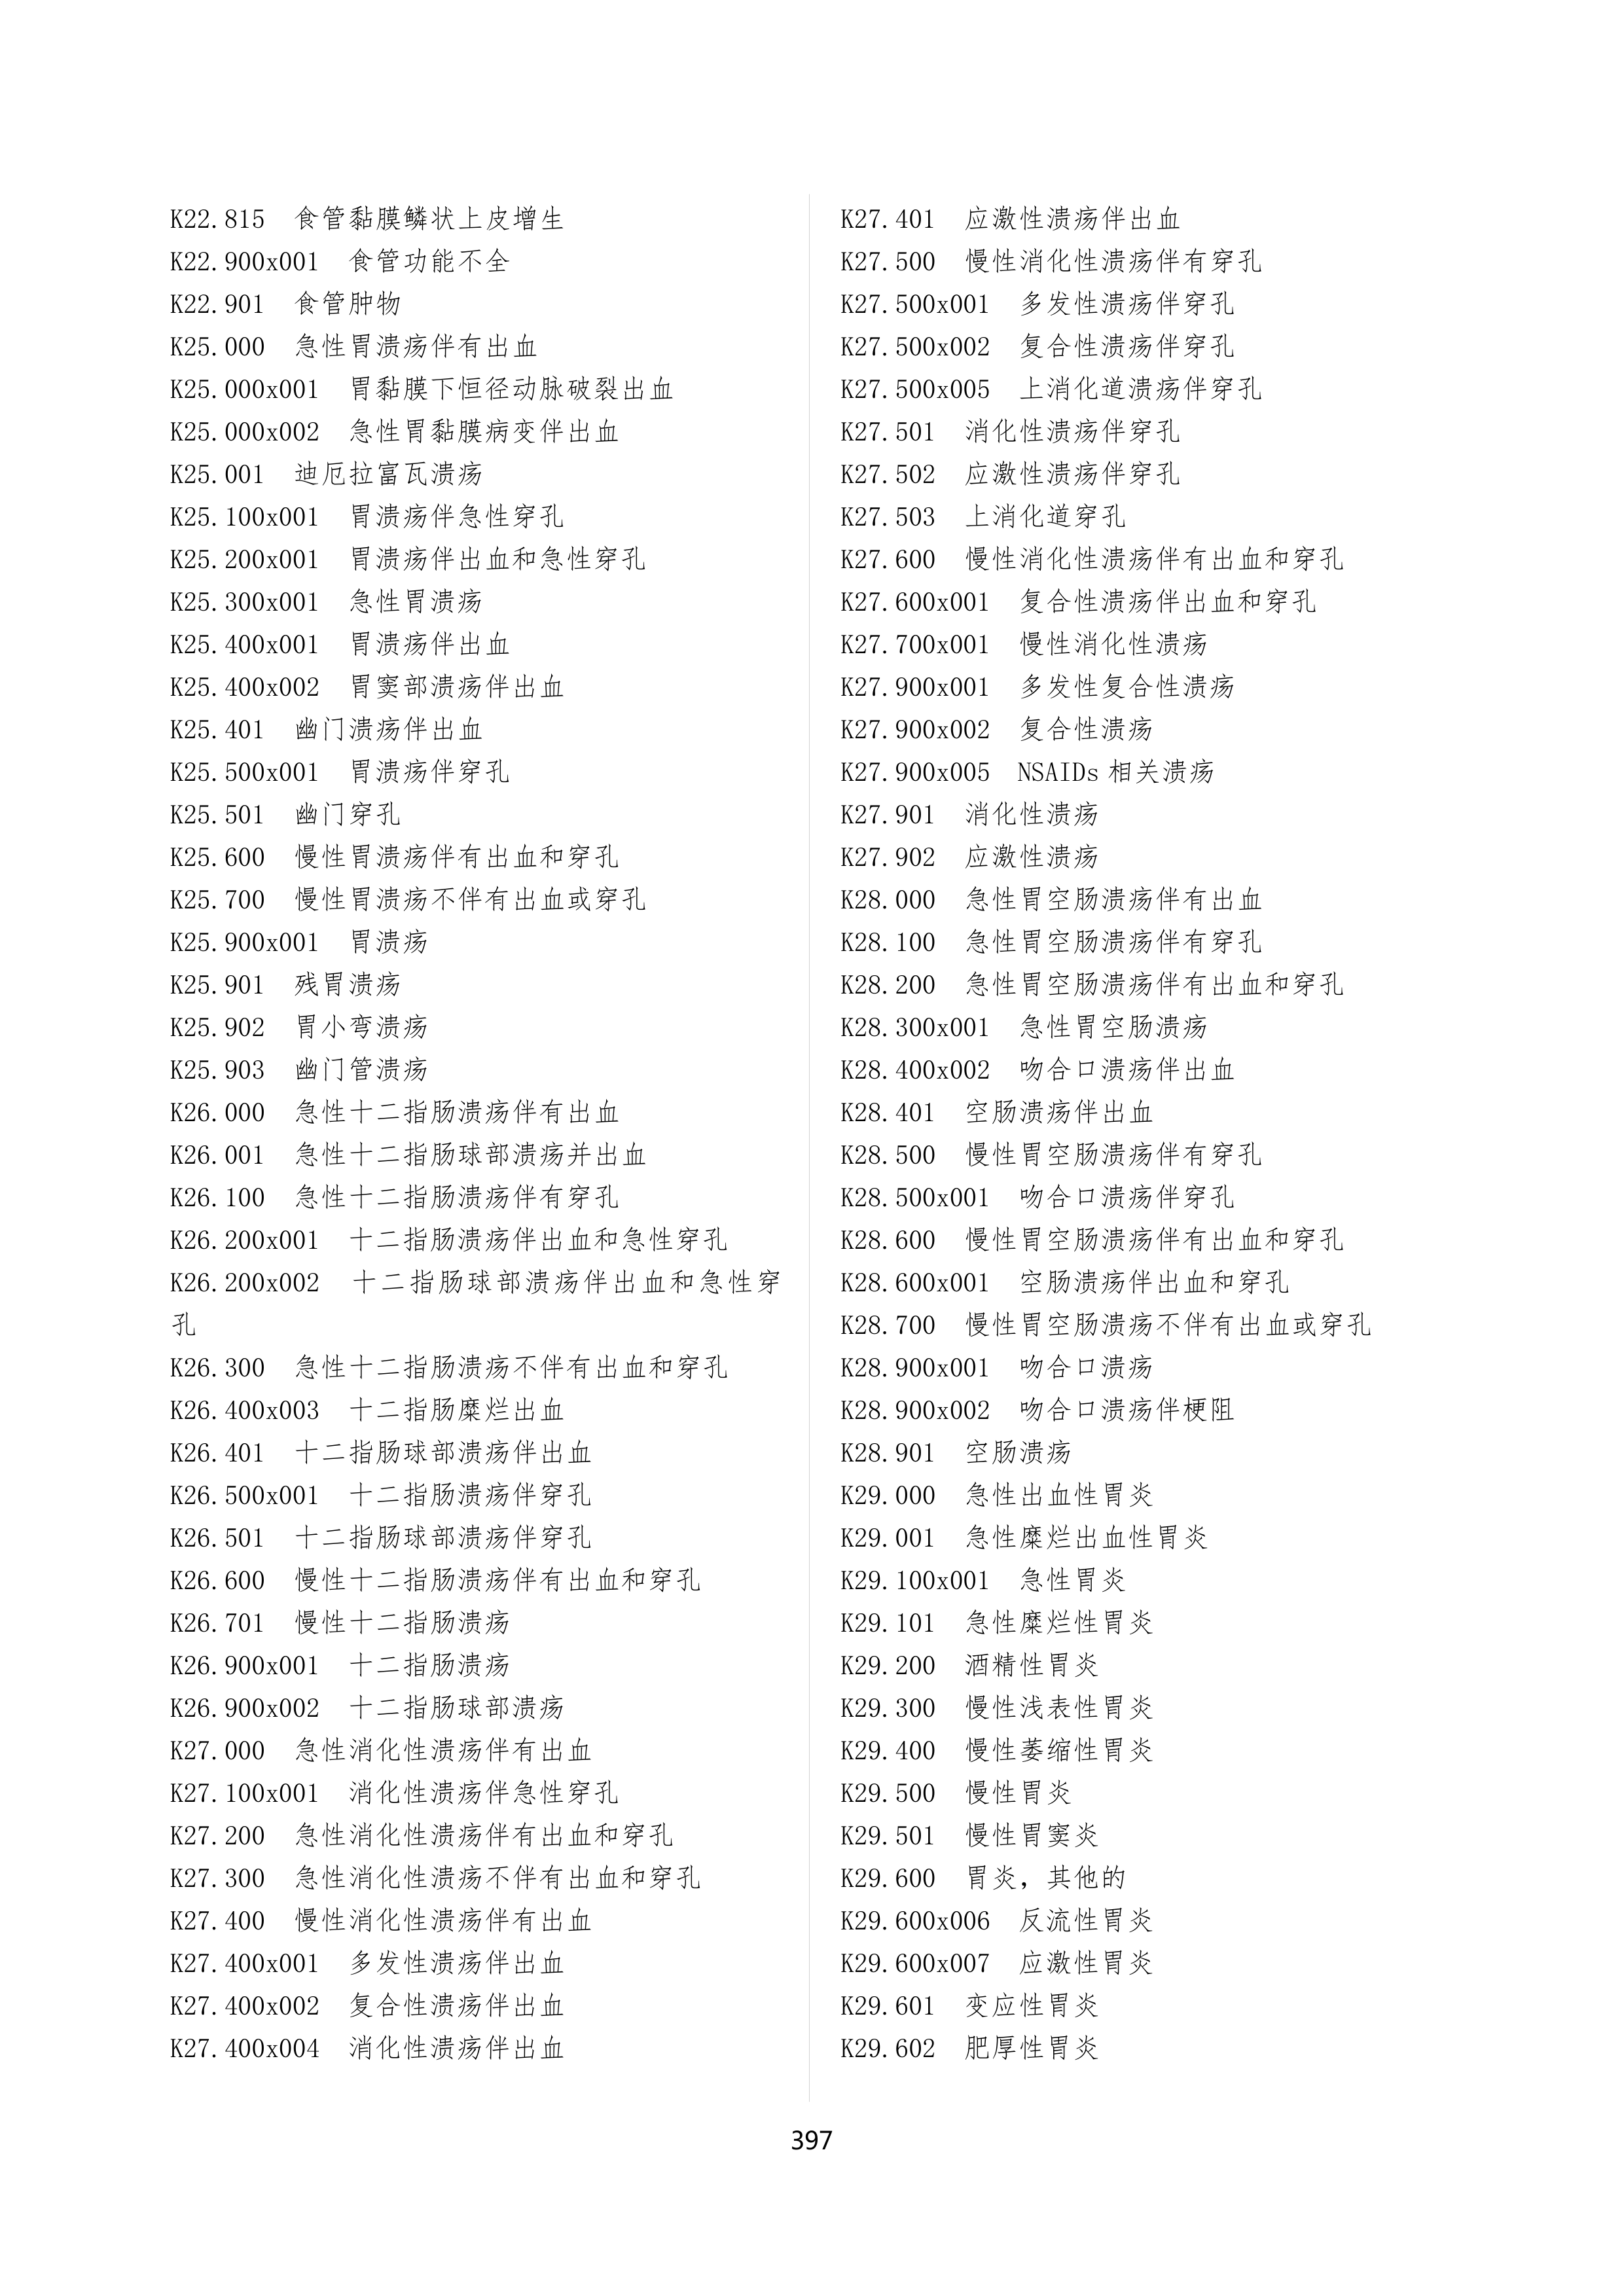 K22.815 食管黏膜鳞状上皮增生
K22.900x001 食管功能不全
K22.901 食管肿物
K25.000 急性胃溃疡伴有出血
K25.000x001 胃黏膜下恒径动脉破裂出血
K25.000x002 急性胃黏膜病变伴出血
K25.001 迪厄拉富瓦溃疡
K25.100x001 胃溃疡伴急性穿孔
K25.200x001 胃溃疡伴出血和急性穿孔
K25.300x001 急性胃溃疡
K25.400x001 胃溃疡伴出血
K25.400x002 胃窦部溃疡伴出血
K25.401 幽门溃疡伴出血
K25.500x001 胃溃疡伴穿孔
K25.501 幽门穿孔
K25.600 慢性胃溃疡伴有出血和穿孔
K25.700 慢性胃溃疡不伴有出血或穿孔
K25.900x001 胃溃疡
K25.901 残胃溃疡
K25.902 胃小弯溃疡
K25.903 幽门管溃疡
K26.000 急性十二指肠溃疡伴有出血
K26.001 急性十二指肠球部溃疡并出血
K26.100 急性十二指肠溃疡伴有穿孔
K26.200x001 十二指肠溃疡伴出血和急性穿孔
K26.200x002 十二指肠球部溃疡伴出血和急性穿
孔
K26.300 急性十二指肠溃疡不伴有出血和穿孔
K26.400x003 十二指肠糜烂出血
K26.401 十二指肠球部溃疡伴出血
K26.500x001 十二指肠溃疡伴穿孔
K26.501 十二指肠球部溃疡伴穿孔
K26.600 慢性十二指肠溃疡伴有出血和穿孔
K26.701 慢性十二指肠溃疡
K26.900x001 十二指肠溃疡
K26.900x002 十二指肠球部溃疡
K27.000 急性消化性溃疡伴有出血
K27.100x001 消化性溃疡伴急性穿孔
K27.200 急性消化性溃疡伴有出血和穿孔
K27.300 急性消化性溃疡不伴有出血和穿孔
K27.400 慢性消化性溃疡伴有出血
K27.400x001 多发性溃疡伴出血
K27.400x002 复合性溃疡伴出血
K27.400x004 消化性溃疡伴出血
K27.401 应激性溃疡伴出血
K27.500 慢性消化性溃疡伴有穿孔
K27.500x001 多发性溃疡伴穿孔
K27.500x002 复合性溃疡伴穿孔
K27.500x005 上消化道溃疡伴穿孔
K27.501 消化性溃疡伴穿孔
K27.502 应激性溃疡伴穿孔
K27.503 上消化道穿孔
K27.600 慢性消化性溃疡伴有出血和穿孔
K27.600x001 复合性溃疡伴出血和穿孔
K27.700x001 慢性消化性溃疡
K27.900x001 多发性复合性溃疡
K27.900x002 复合性溃疡
K27.900x005 NSAIDs 相关溃疡
K27.901 消化性溃疡
K27.902 应激性溃疡
K28.000 急性胃空肠溃疡伴有出血
K28.100 急性胃空肠溃疡伴有穿孔
K28.200 急性胃空肠溃疡伴有出血和穿孔
K28.300x001 急性胃空肠溃疡
K28.400x002 吻合口溃疡伴出血
K28.401 空肠溃疡伴出血
K28.500 慢性胃空肠溃疡伴有穿孔
K28.500x001 吻合口溃疡伴穿孔
K28.600 慢性胃空肠溃疡伴有出血和穿孔
K28.600x001 空肠溃疡伴出血和穿孔
K28.700 慢性胃空肠溃疡不伴有出血或穿孔
K28.900x001 吻合口溃疡
K28.900x002 吻合口溃疡伴梗阻
K28.901 空肠溃疡
K29.000 急性出血性胃炎
K29.001 急性糜烂出血性胃炎
K29.100x001 急性胃炎
K29.101 急性糜烂性胃炎
K29.200 酒精性胃炎
K29.300 慢性浅表性胃炎
K29.400 慢性萎缩性胃炎
K29.500 慢性胃炎
K29.501 慢性胃窦炎
K29.600 胃炎，其他的
K29.600x006 反流性胃炎
K29.600x007 应激性胃炎
K29.601 变应性胃炎
K29.602 肥厚性胃炎
397